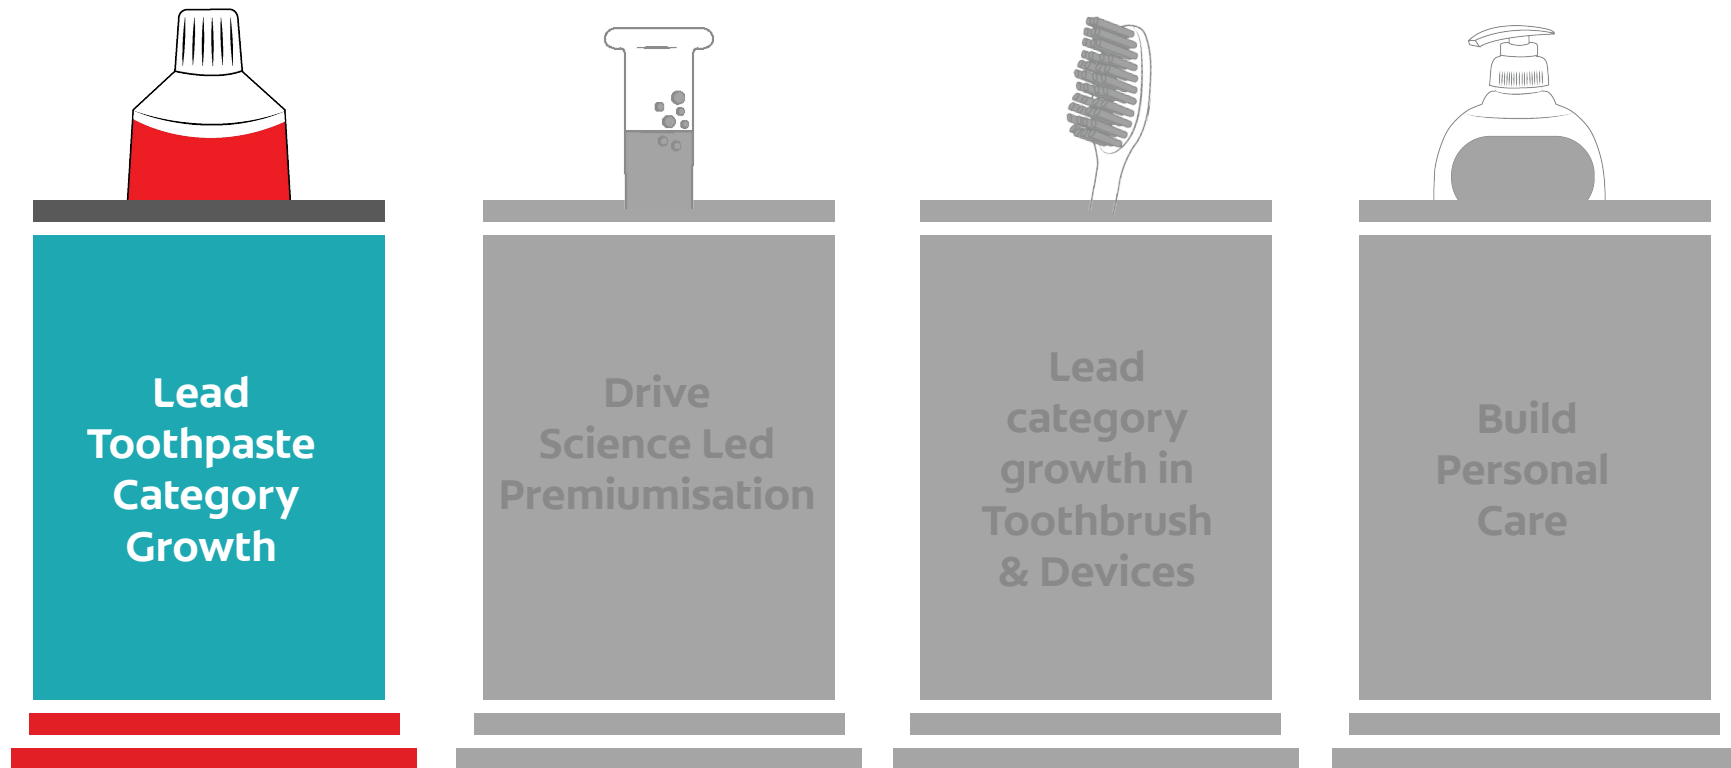 Lead
Toothpaste
Category
Growth
Drive
Science Led
Premiumisation
Lead
category
growth in
Toothbrush
& Devices
Build
Personal
Care